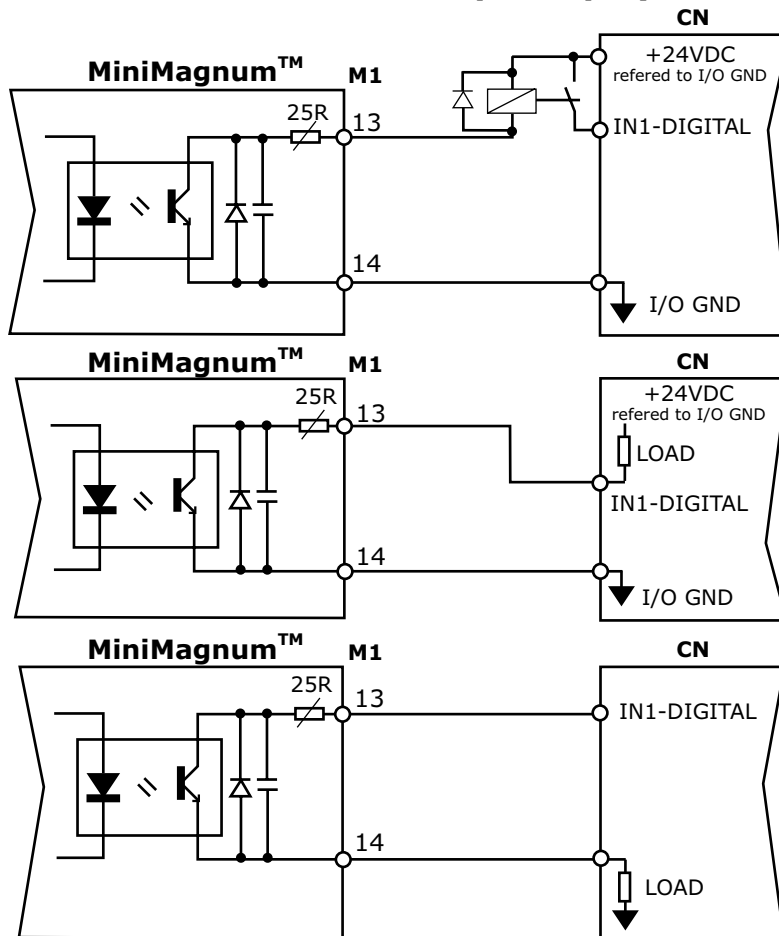 CN
MiniMagnum™ M1
+24VDC
refered to I/O GND
25R
13
IN1-DIGITAL
14
I/O GND
MiniMagnum™ M1
CN
+24VDC
refered to I/O GND
25R
13
LOAD
IN1-DIGITAL
14
I/O GND
MiniMagnum™ M1
CN
25R
13
IN1-DIGITAL
14
LOAD